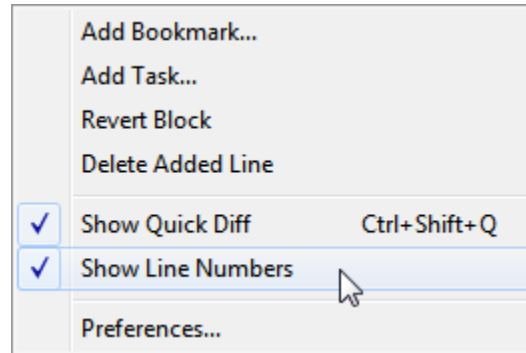 Add Bookmark...
Add Task...
Revert Block
Delete Added Line
Show Quick Diff Ctrl+Shift+Q
Show Line Numbers
Preferences...